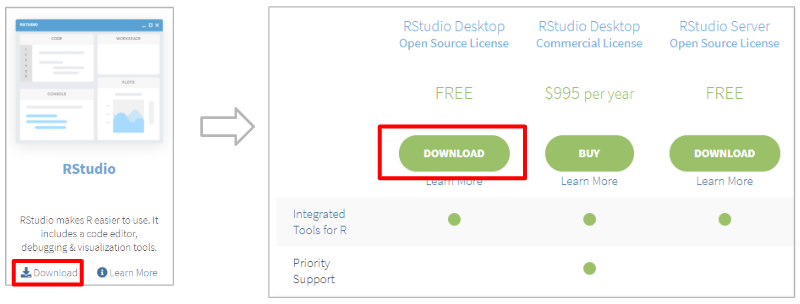 RSTUDIO
CODE
WORKSPACE
CONSOLE
PLOTS
RStudio
RStudio makes R easier to use. It
includes a code editor,
debugging & visualization tools.
Download
Learn More
RStudio Desktop
Open Source License
RStudio Desktop
Commercial License
RStudio Server
Open Source License
FREE
$995 per year
FREE
DOWNLOAD
BUY
DOWNLOAD
Learn More
Learn More
Learn More
Integrated
Tools for R
Priority
Support